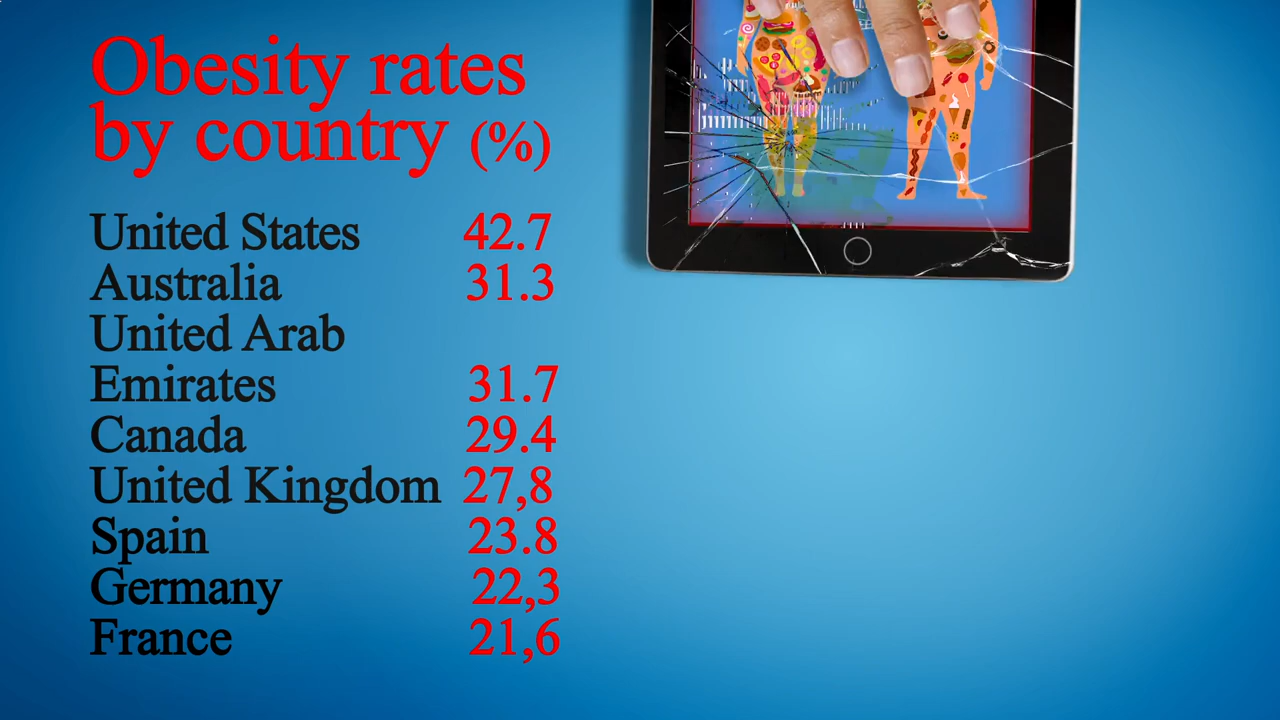 Obesity rates
by country (%)
United States 42.7
Australia 31.3
United Arab
Emirates 31.7
Canada 29.4
United Kingdom 27,8
Spain 23.8
Germany 22,3
France 21,6